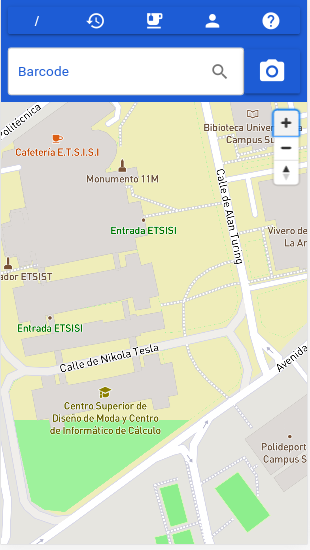 /
?
Barcode
Politécnica
Cafetería E.T.S.I.S.I
Biblioteca Univer
Campus Su
+
−
Monumento 11M
Calle de Alan Turing
Entrada ETSISI
Vivero de
La Ar
ador ETSIST
Entrada ETSISI
Calle de Nikola Tesla
Avenida
Centro Superior de
Diseño de Moda y Centro
de Informático de Cálculo
Polideport
Campus S